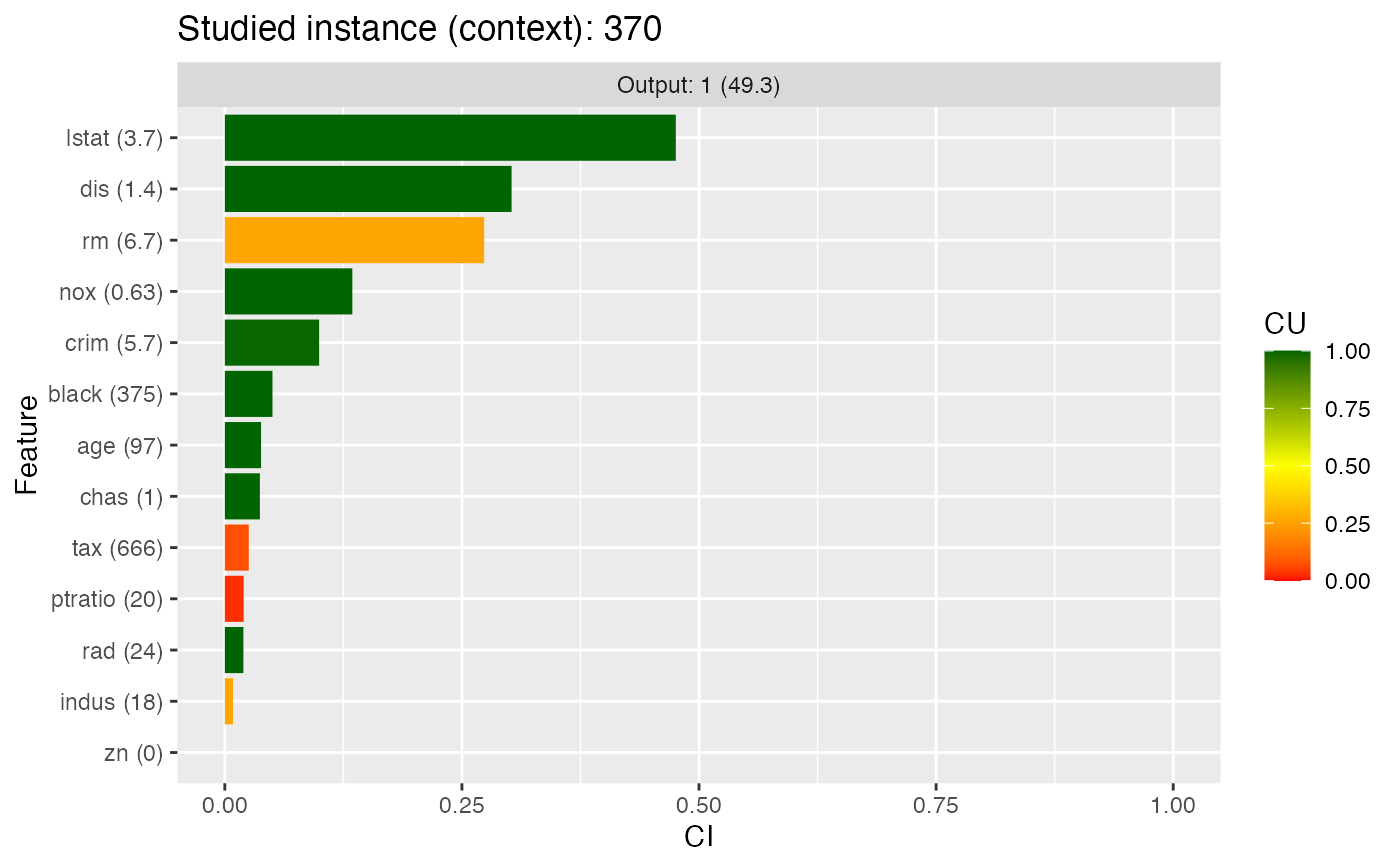 Studied instance (context): 370
Output: 1 (49.3)
Feature
lstat (3.7)
dis (1.4)
rm (6.7)
nox (0.63)
crim (5.7)
black (375)
age (97)
chas (1)
tax (666)
ptratio (20)
rad (24)
indus (18)
zn (0)
0.00 0.25 0.50 0.75 1.00
CI
CU
1.00
0.75
0.50
0.25
0.00